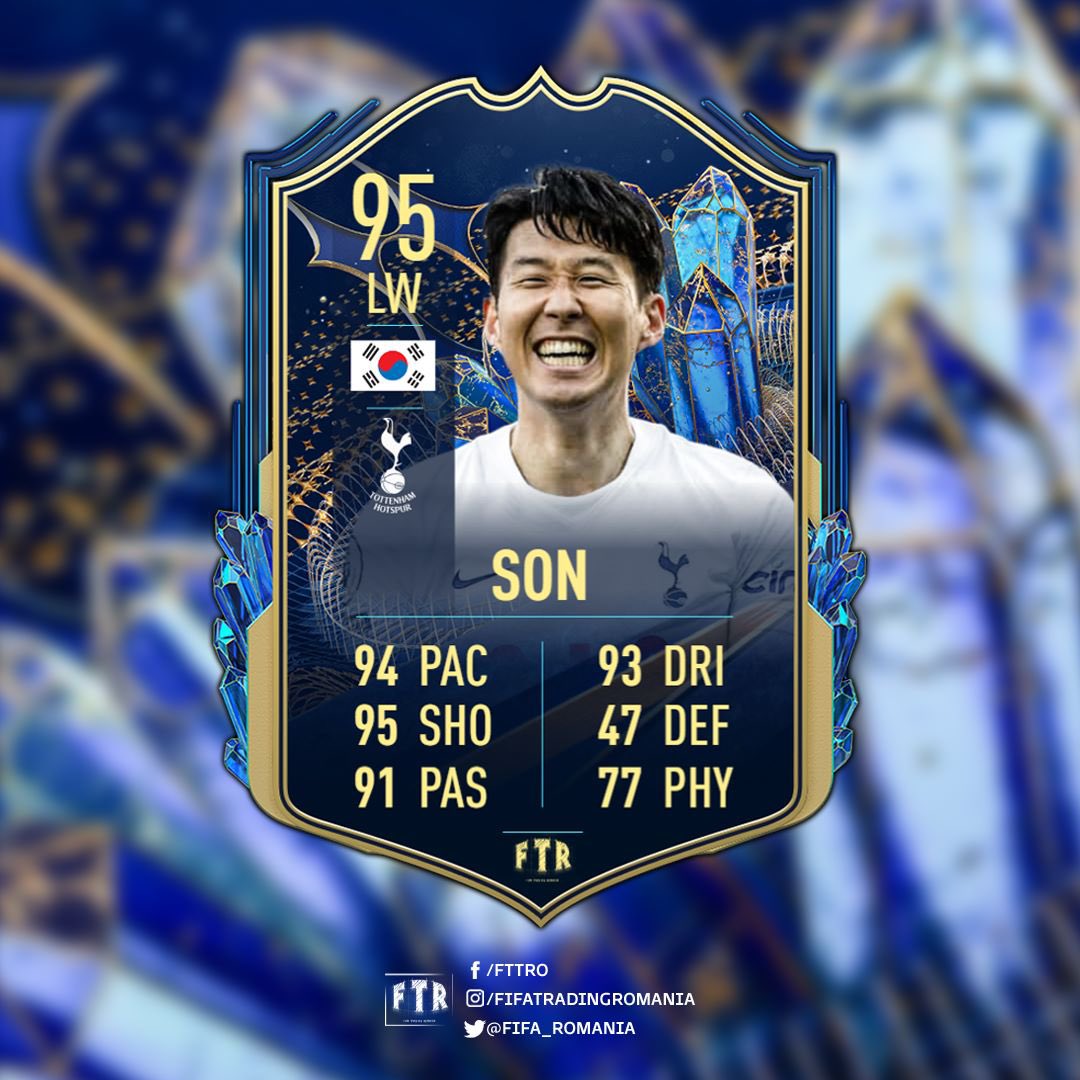 95
LW
TOTTENHAM
HOTSPUR
SON
94 PAC
95 SHO
91 PAS
93 DRI
47 DEF
77 PHY
FTR
FTR
/FTTRO
/FIFATRADINGROMANIA
@FIFA_ROMANIA